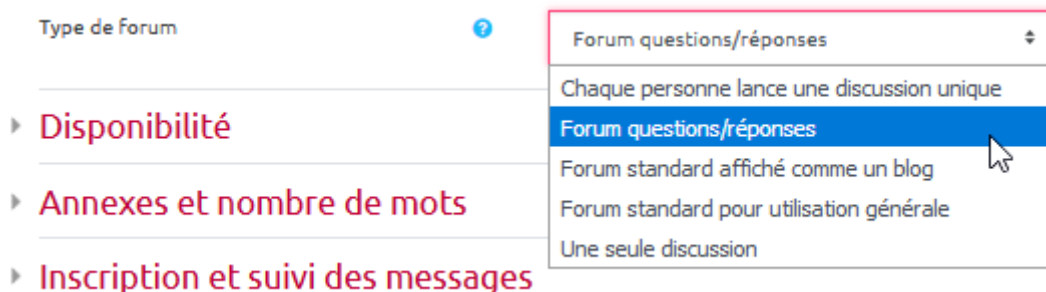 Type de forum
?
Forum questions/réponses
Chaque personne lance une discussion unique
Forum questions/réponses
Forum standard affiché comme un blog
Forum standard pour utilisation générale
Une seule discussion
Disponibilité
Annexes et nombre de mots
Inscription et suivi des messages